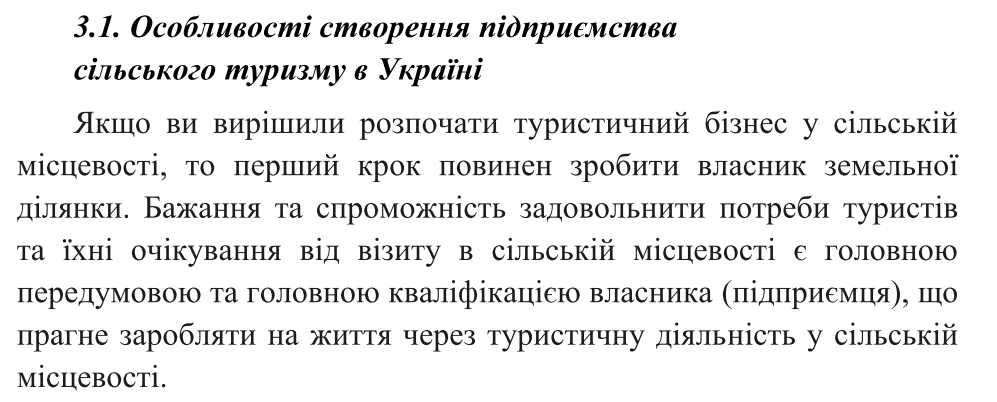 3.1. Особливості створення підприємства
сільського туризму в Україні
Якщо ви вирішили розпочати туристичний бізнес у сільській
місцевості, то перший крок повинен зробити власник земельної
ділянки. Бажання та спроможність задовольнити потреби туристів
та їхні очікування від візиту в сільській місцевості є головною
передумовою та головною кваліфікацією власника (підприємця), що
прагне заробляти на життя через туристичну діяльність у сільській
місцевості.